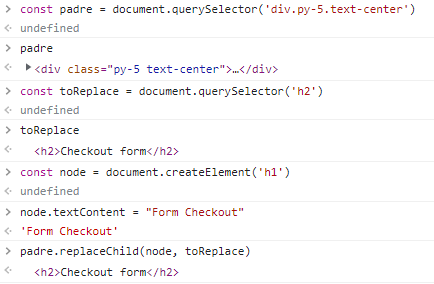 > const padre = document.querySelector('div.py-5.text-center')
< undefined
> padre
< ▶<div class="py-5 text-center">…</div>
> const toReplace = document.querySelector('h2')
< undefined
> toReplace
< <h2>Checkout form</h2>
> const node = document.createElement('h1')
< undefined
> node.textContent = "Form Checkout"
< 'Form Checkout'
> padre.replaceChild(node, toReplace)
< <h2>Checkout form</h2>